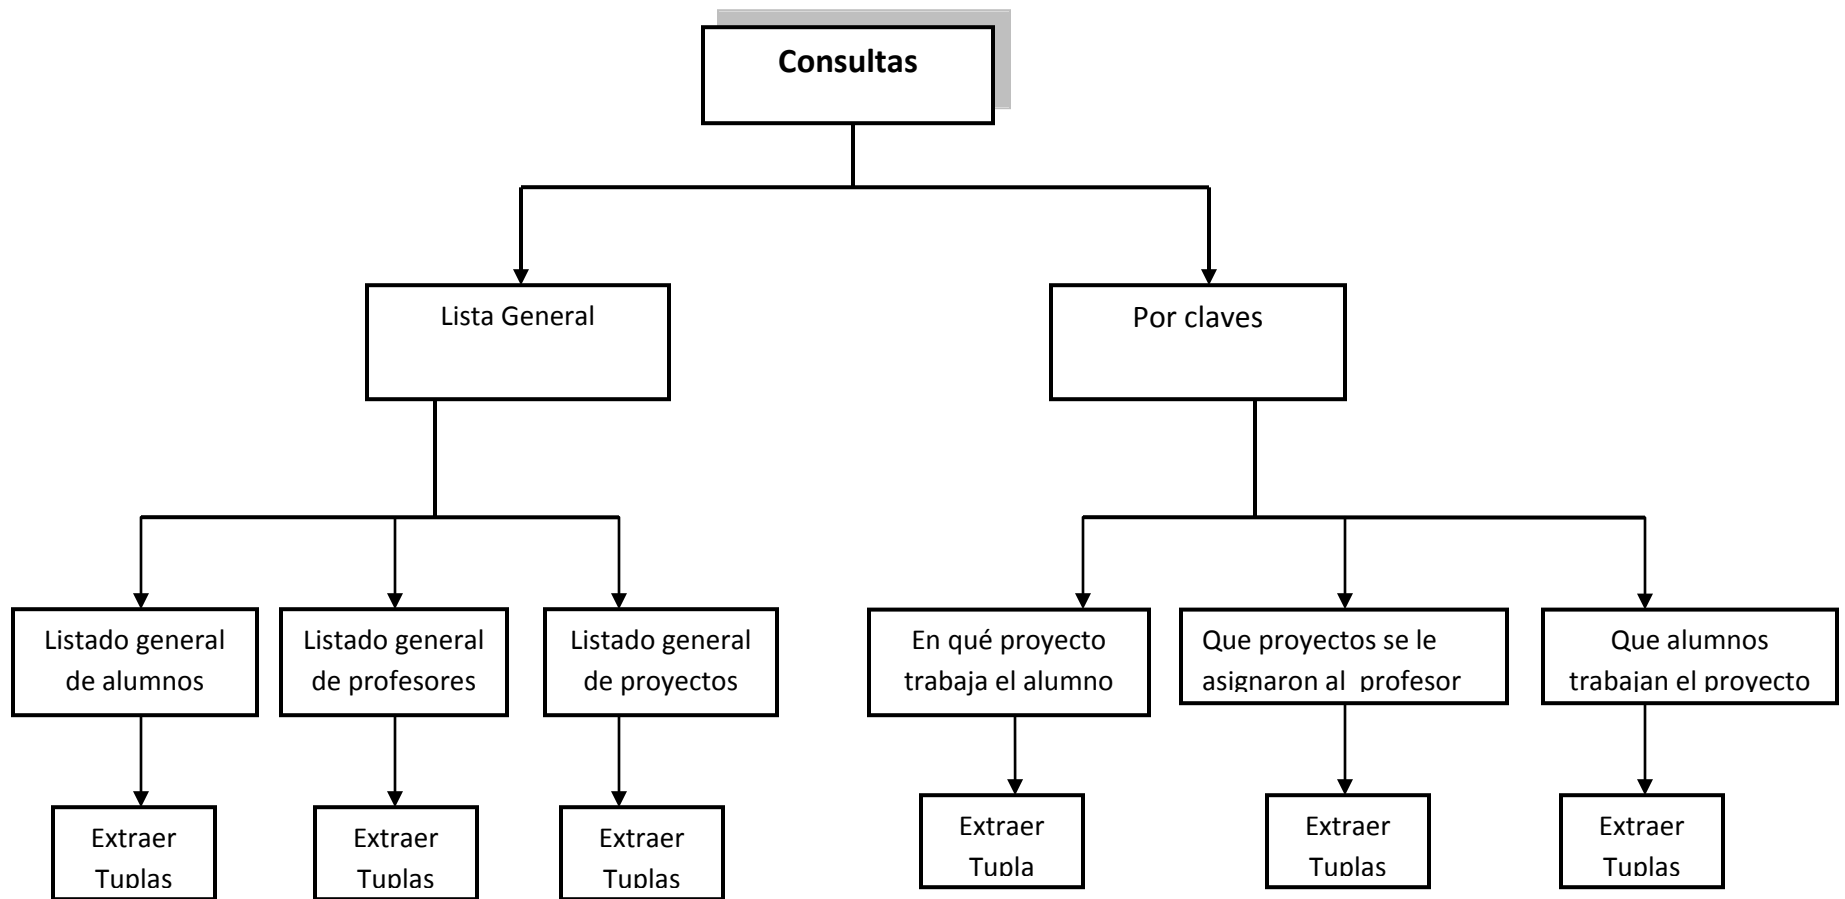 Consultas
Lista General
Por claves
Listado general
de alumnos
Listado general
de profesores
Listado general
de proyectos
En qué proyecto
trabaja el alumno
Que proyectos se le
asignaron al  profesor
Que alumnos
trabajan el proyecto
Extraer
Tuplas
Extraer
Tuplas
Extraer
Tuplas
Extraer
Tupla
Extraer
Tuplas
Extraer
Tuplas